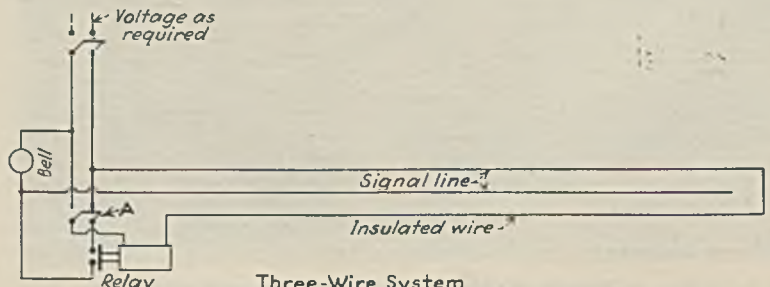 Voltage as
required
Bell
Signal line
A
Insulated wire
Relay
Three-Wire System